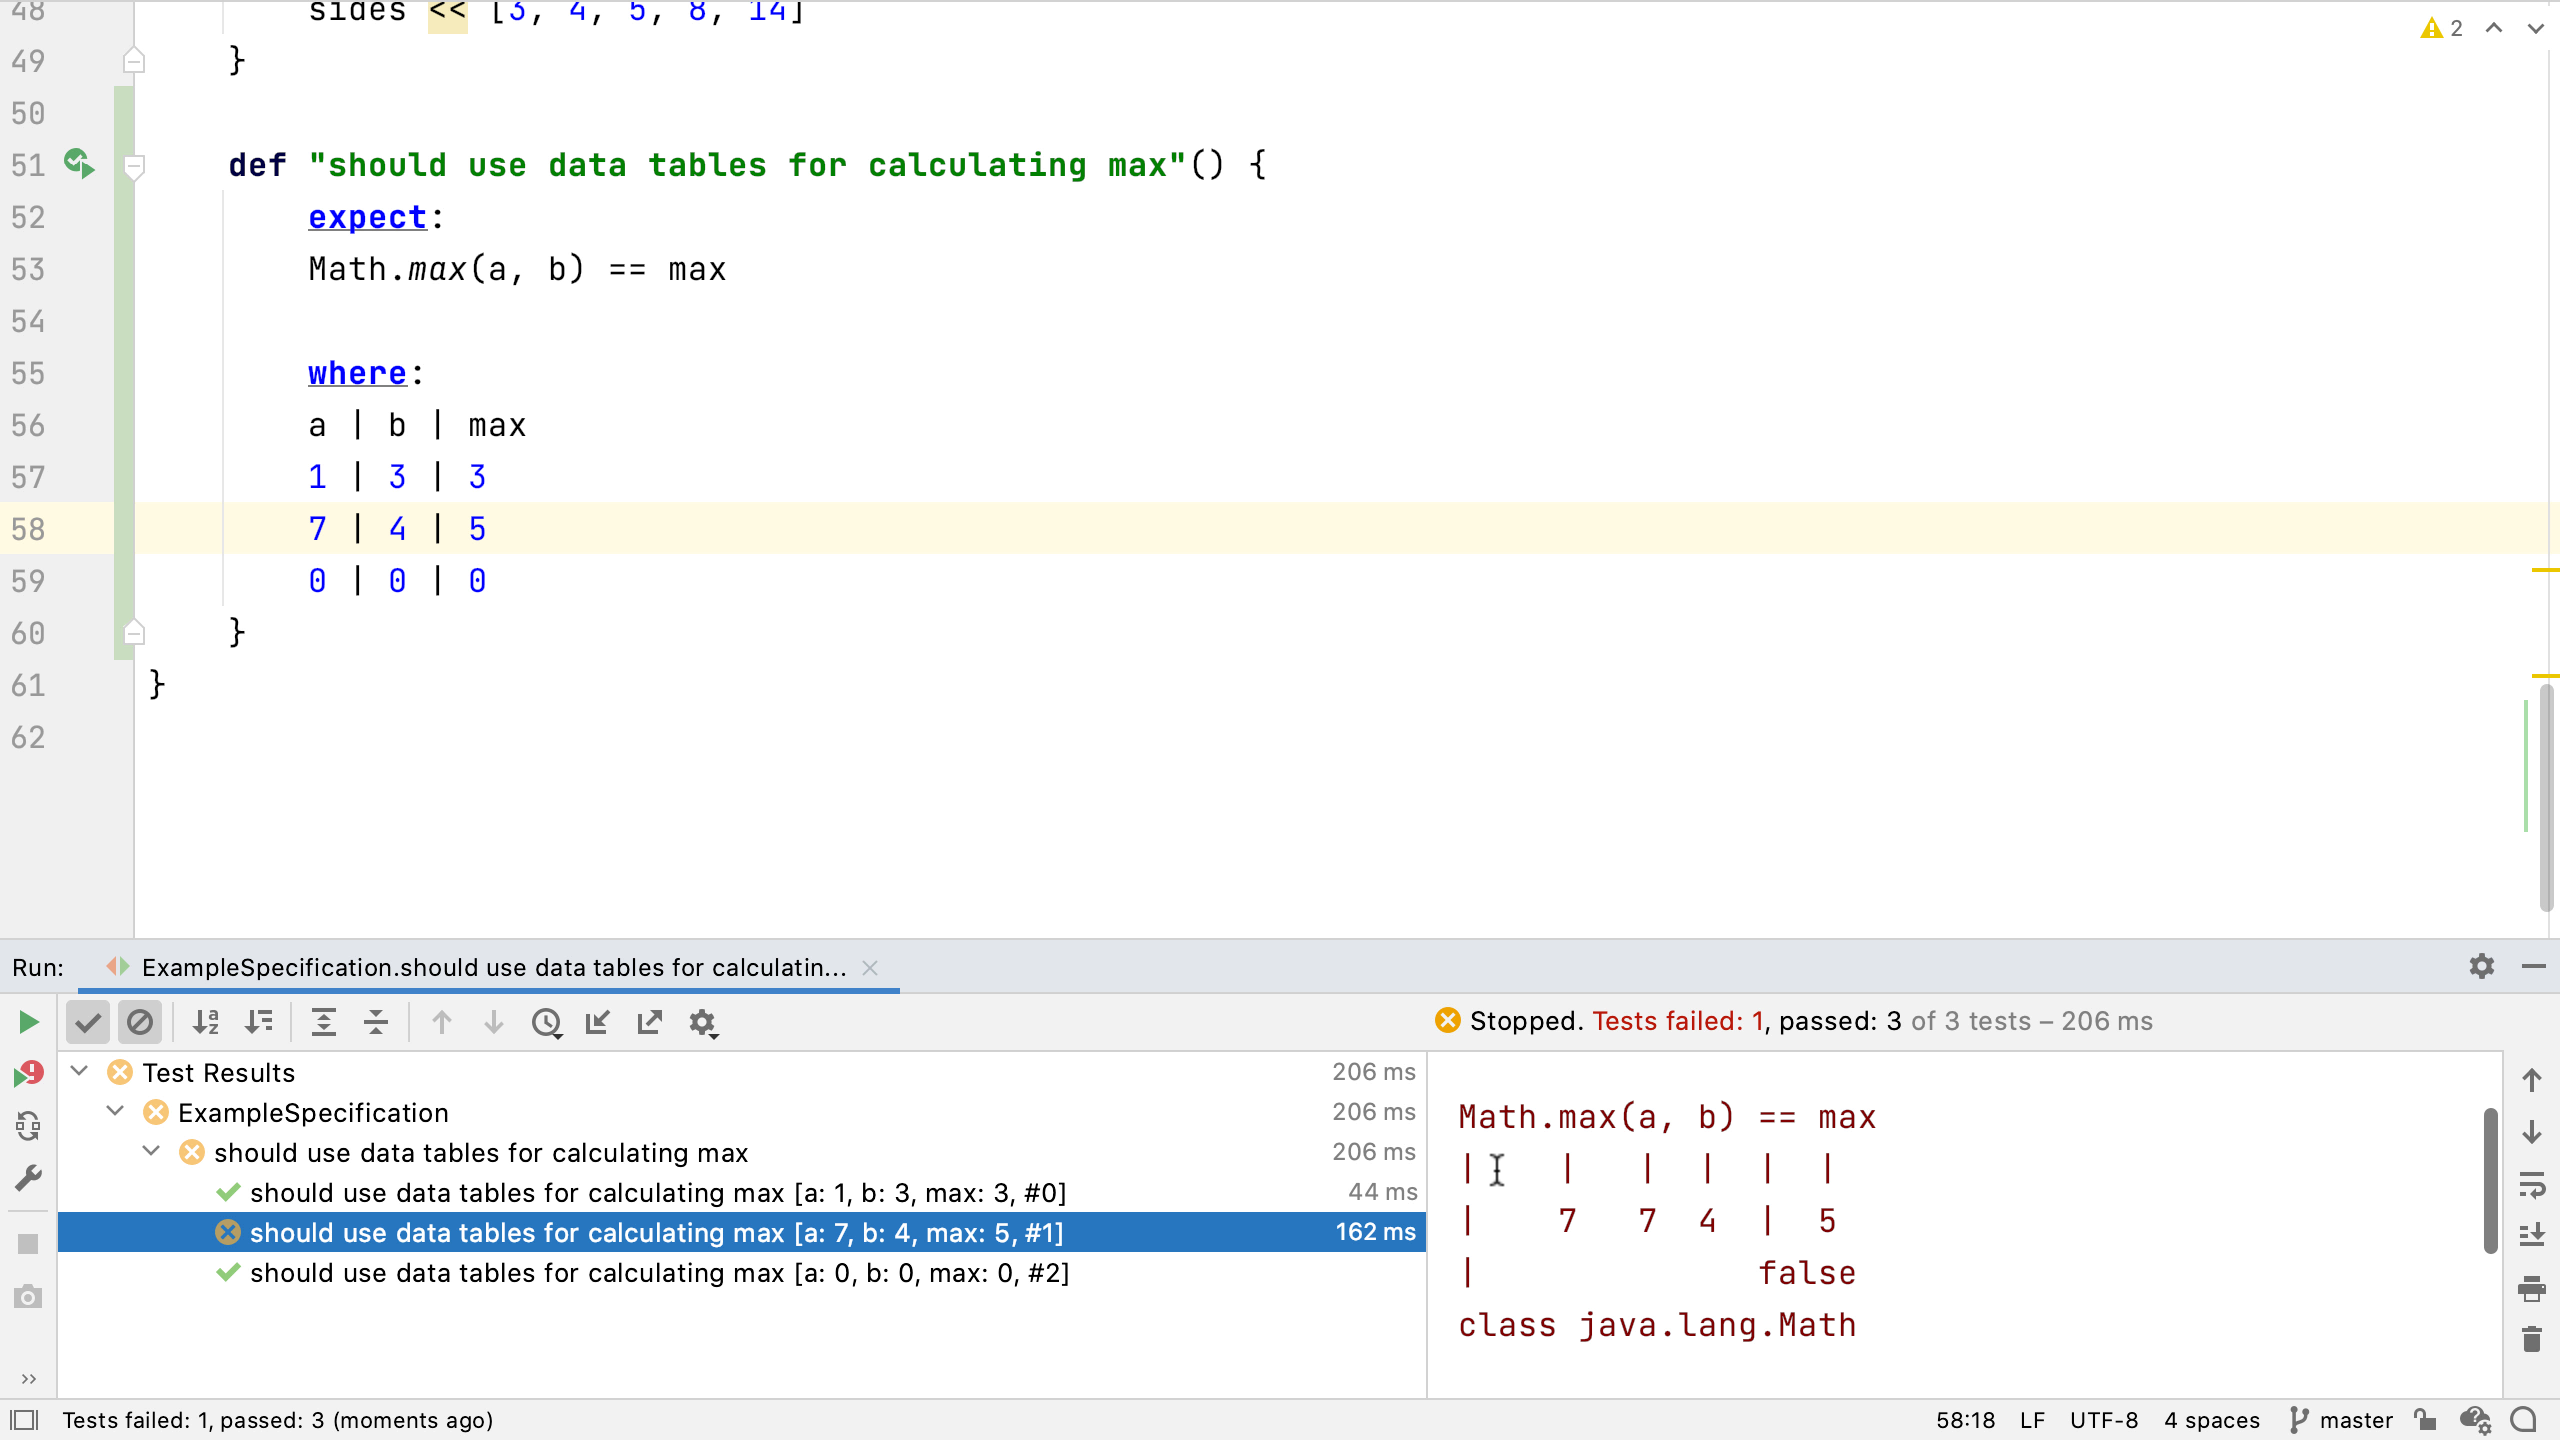 48 sides << [3, 4, 5, 8, 14]
49 }
2
50
51 def "should use data tables for calculating max"() {
52 expect:
53 Math.max(a, b) == max
54
55 where:
56 a | b | max
57 1 | 3 | 3
58 7 | 4 | 5
59 0 | 0 | 0
60 }
61 }
62
Run: ExampleSpecification.should use data tables for calculatin...
Stopped. Tests failed: 1, passed: 3 of 3 tests – 206 ms
Test Results 206 ms
ExampleSpecification 206 ms
should use data tables for calculating max 206 ms
should use data tables for calculating max [a: 1, b: 3, max: 3, #0] 44 ms
should use data tables for calculating max [a: 7, b: 4, max: 5, #1] 162 ms
should use data tables for calculating max [a: 0, b: 0, max: 0, #2]
Math.max(a, b) == max
|    |   |  |  |  |
|    7   7  4  |  5
|              false
class java.lang.Math
Tests failed: 1, passed: 3 (moments ago)
58:18 LF UTF-8 4 spaces master